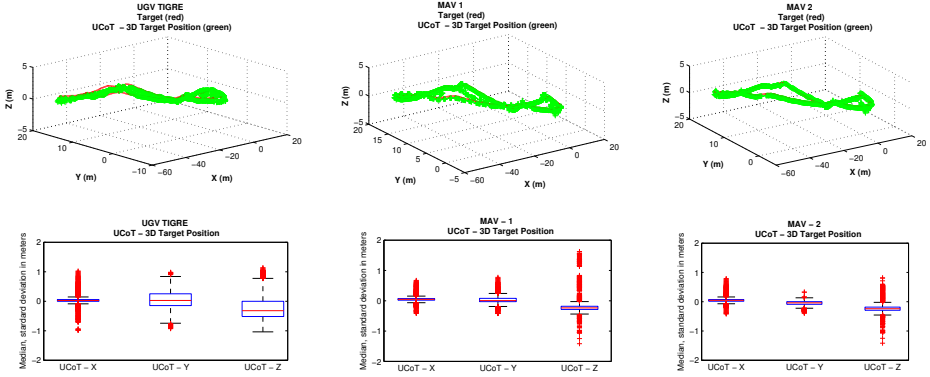 UGV TIGRE
Target (red)
UCoT − 3D Target Position (green)
5
0
−5
Z (m)
20
10
0
−10
Y (m)
−60
−40
−20
0
20
X (m)
MAV 1
Target (red)
UCoT − 3D Target Position (green)
5
0
−5
Z (m)
20
15
10
5
0
−5
Y (m)
−60
−40
−20
0
20
X (m)
MAV 2
Target (red)
UCoT − 3D Target Position (green)
5
0
−5
Z (m)
20
10
0
Y (m)
−60
−40
−20
0
20
X (m)
UGV TIGRE
UCoT − 3D Target Position
Median, standard deviation in meters
2
1
0
−1
−2
UCoT − X
UCoT − Y
UCoT − Z
MAV − 1
UCoT − 3D Target Position
Median, standard deviation in meters
2
1
0
−1
−2
UCoT − X
UCoT − Y
UCoT − Z
MAV − 2
UCoT − 3D Target Position
Median, standard deviation in meters
2
1
0
−1
−2
UCoT − X
UCoT − Y
UCoT − Z